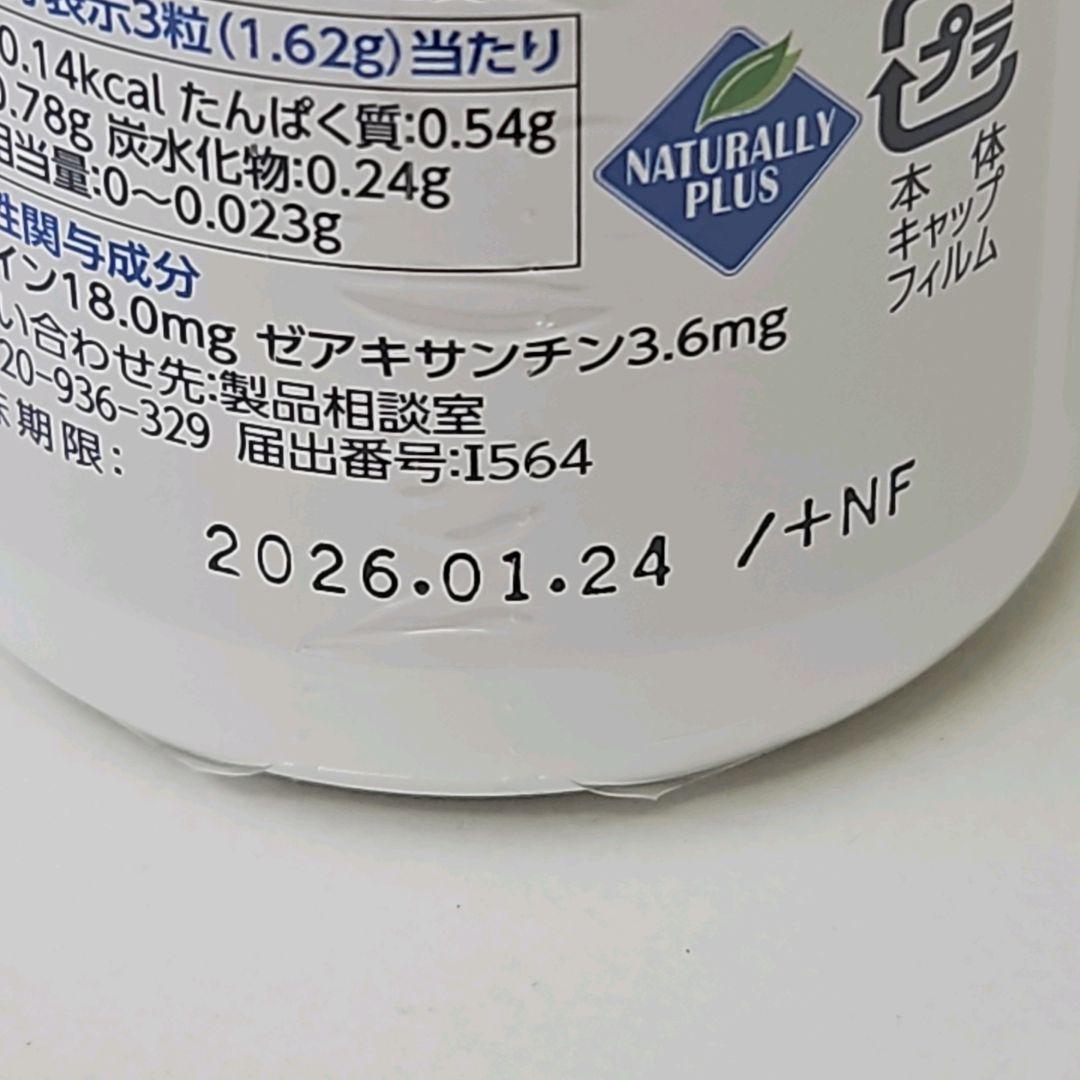 表示3粒(1.62g)当たり
0.14kcal たんぱく質:0.54g
0.78g 炭水化物:0.24g
相当量:0〜0.023g
性関与成分
イン18.0mg ゼアキサンチン3.6mg
い合わせ先:製品相談室
20-936-329 届出番号:I564
味期限:
2026.01.24 /+NF
NATURALLY
PLUS
プラ
本体
キャップ
フィルム